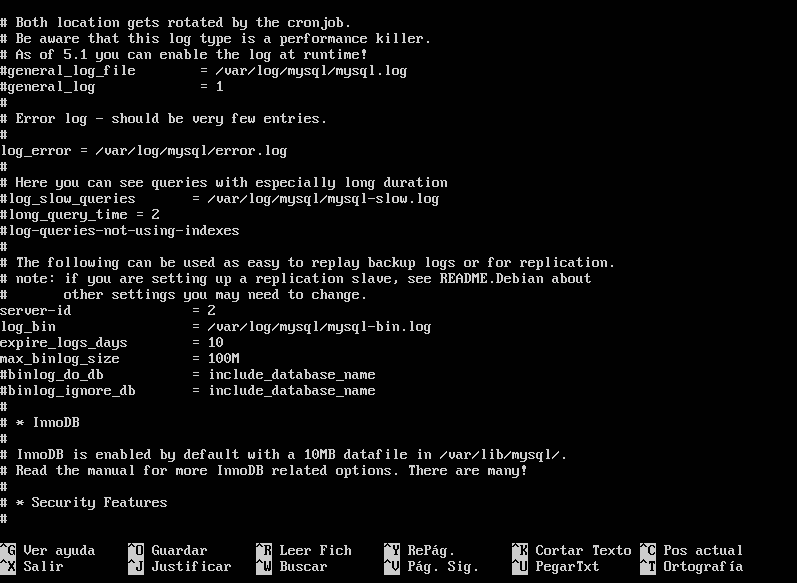 # Both location gets rotated by the cronjob.
# Be aware that this log type is a performance killer.
# As of 5.1 you can enable the log at runtime!
#general_log_file        = /var/log/mysql/mysql.log
#general_log             = 1
#
# Error log - should be very few entries.
#
log_error = /var/log/mysql/error.log
#
# Here you can see queries with especially long duration
#log_slow_queries       = /var/log/mysql/mysql-slow.log
#long_query_time = 2
#log-queries-not-using-indexes
#
# The following can be used as easy to replay backup logs or for replication.
# note: if you are setting up a replication slave, see README.Debian about
#       other settings you may need to change.
server-id               = 2
log_bin                 = /var/log/mysql/mysql-bin.log
expire_logs_days        = 10
max_binlog_size         = 100M
#binlog_do_db           = include_database_name
#binlog_ignore_db       = include_database_name
#
# * InnoDB
#
# InnoDB is enabled by default with a 10MB datafile in /var/lib/mysql/.
# Read the manual for more InnoDB related options. There are many!
#
# * Security Features
#
^G Ver ayuda    ^O Guardar      ^R Leer Fich    ^Y RePág.       ^K Cortar Texto ^C Pos actual
^X Salir        ^J Justificar   ^W Buscar       ^V Pág. Sig.    ^U PegarTxt     ^T Ortografía